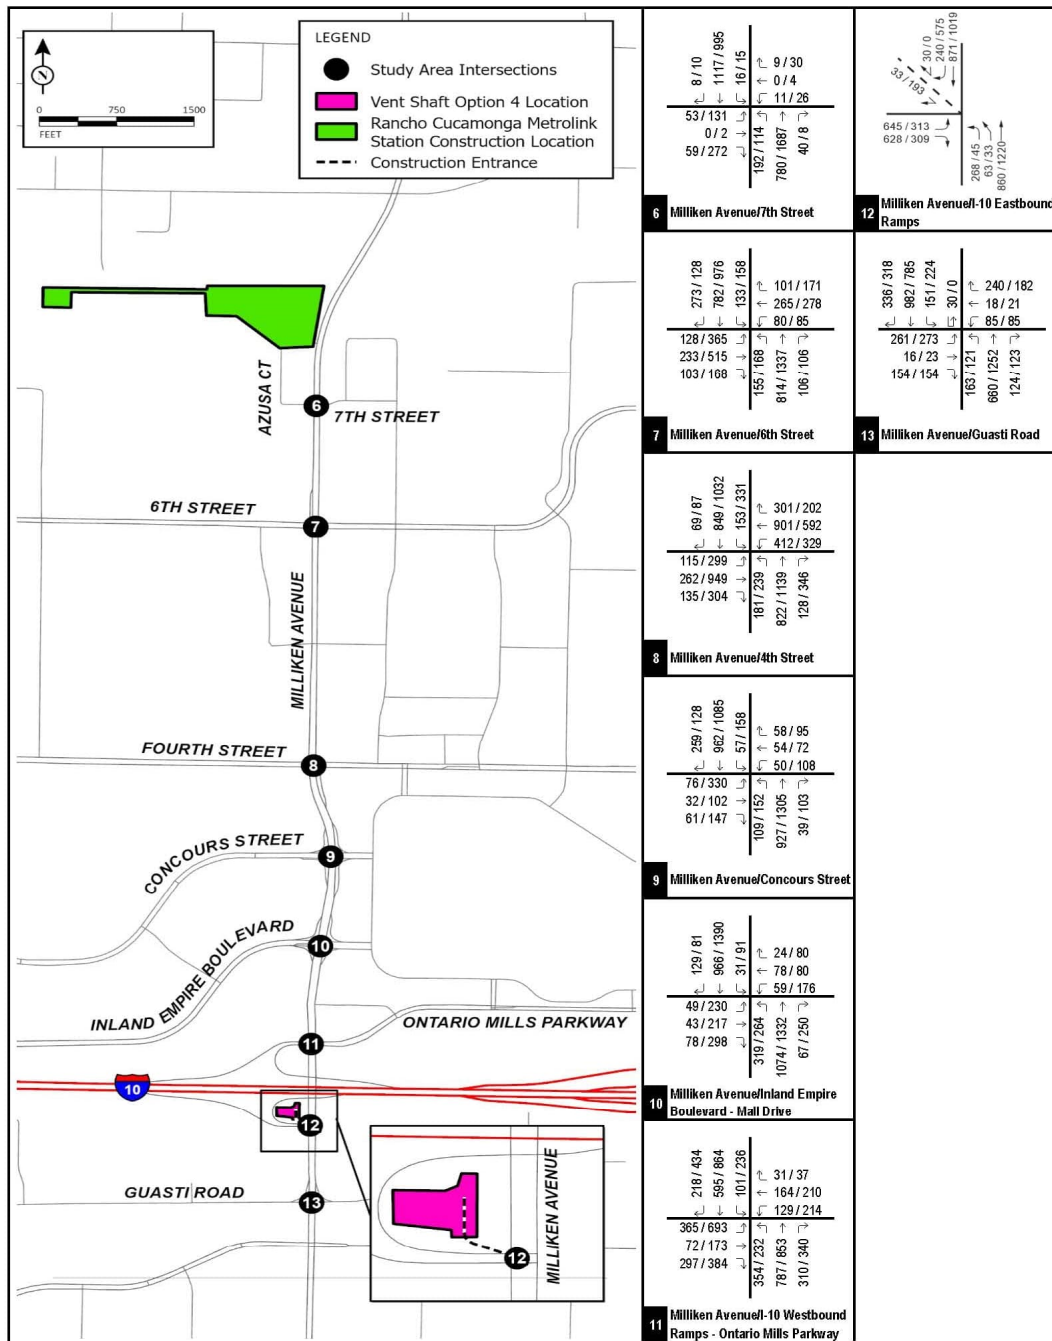 N
0 750 1500
FEET
LEGEND
Study Area Intersections
Vent Shaft Option 4 Location
Rancho Cucamonga Metrolink
Station Construction Location
Construction Entrance
AZUSA CT
6
7TH STREET
6TH STREET
7
MILLIKEN AVENUE
FOURTH STREET
8
CONCOURS STREET
9
INLAND EMPIRE BOULEVARD
10
ONTARIO MILLS PARKWAY
11
10
12
GUASTI ROAD
13
MILLIKEN AVENUE
12
8 / 10
1117 / 995
16 / 15
9 / 30
0 / 4
11 / 26
53 / 131
0 / 2
59 / 272
192 / 114
780 / 1687
40 / 8
6 Milliken Avenue/7th Street
273 / 128
782 / 976
133 / 158
101 / 171
265 / 278
80 / 85
128 / 365
233 / 515
103 / 168
155 / 168
814 / 1337
106 / 106
7 Milliken Avenue/6th Street
69 / 87
849 / 1032
153 / 331
301 / 202
901 / 592
412 / 329
115 / 299
262 / 949
135 / 304
181 / 239
822 / 1139
128 / 346
8 Milliken Avenue/4th Street
259 / 128
962 / 1085
57 / 158
58 / 95
54 / 72
50 / 108
76 / 330
32 / 102
61 / 147
109 / 152
927 / 1305
39 / 103
9 Milliken Avenue/Concours Street
129 / 81
966 / 1390
31 / 91
24 / 80
78 / 80
59 / 176
49 / 230
43 / 217
78 / 298
319 / 264
1074 / 1332
67 / 250
10 Milliken Avenue/Inland Empire
Boulevard - Mall Drive
218 / 434
595 / 864
101 / 236
31 / 37
164 / 210
129 / 214
365 / 693
72 / 173
297 / 384
354 / 232
787 / 853
310 / 340
11 Milliken Avenue/I-10 Westbound
Ramps - Ontario Mills Parkway
33 / 193
30 / 0
240 / 575
871 / 1019
645 / 313
628 / 309
268 / 45
63 / 33
860 / 1220
12 Milliken Avenue/I-10 Eastbound
Ramps
336 / 318
982 / 785
151 / 224
30 / 0
240 / 182
18 / 21
85 / 85
261 / 273
16 / 23
154 / 154
163 / 121
660 / 1252
124 / 123
13 Milliken Avenue/Guasti Road